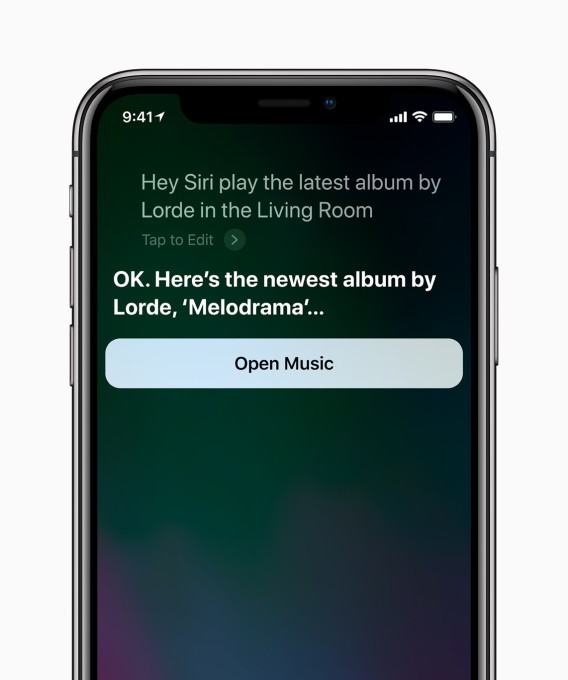 9:41
Hey Siri play the latest album by
Lorde in the Living Room
Tap to Edit
OK. Here’s the newest album by
Lorde, ‘Melodrama’...
Open Music